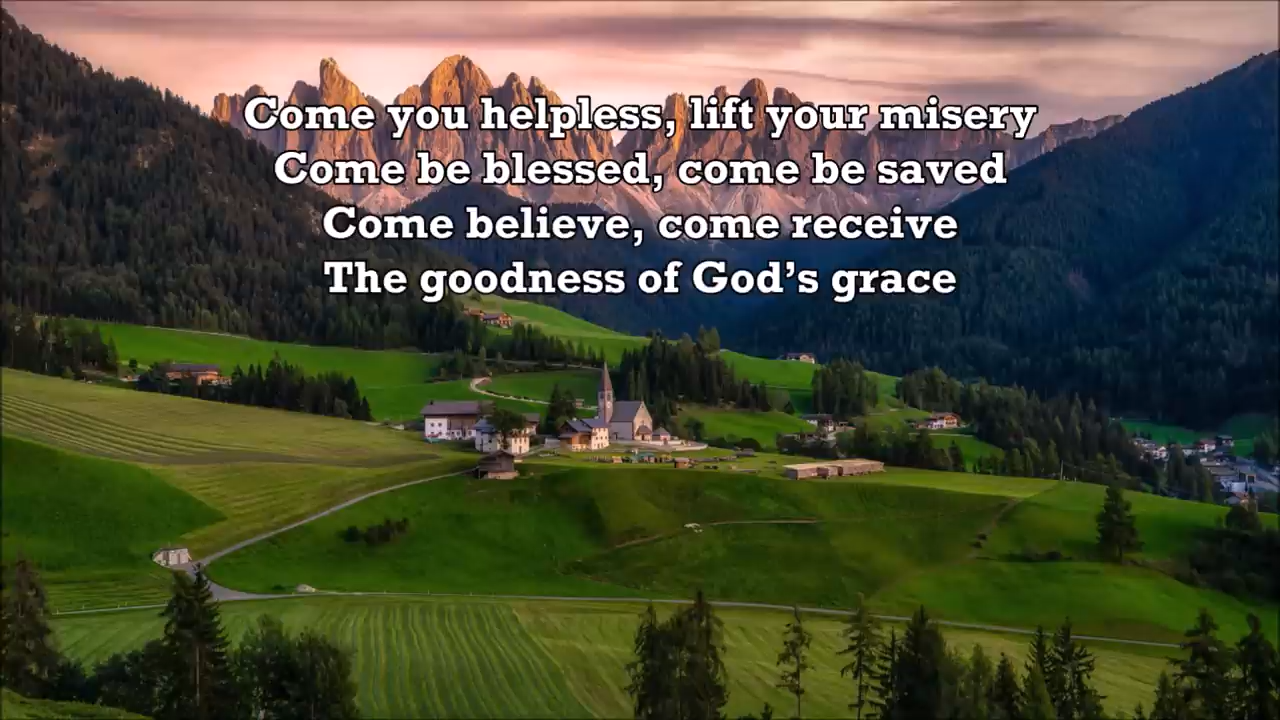 Come you helpless, lift your misery
Come be blessed, come be saved
Come believe, come receive
The goodness of God’s grace